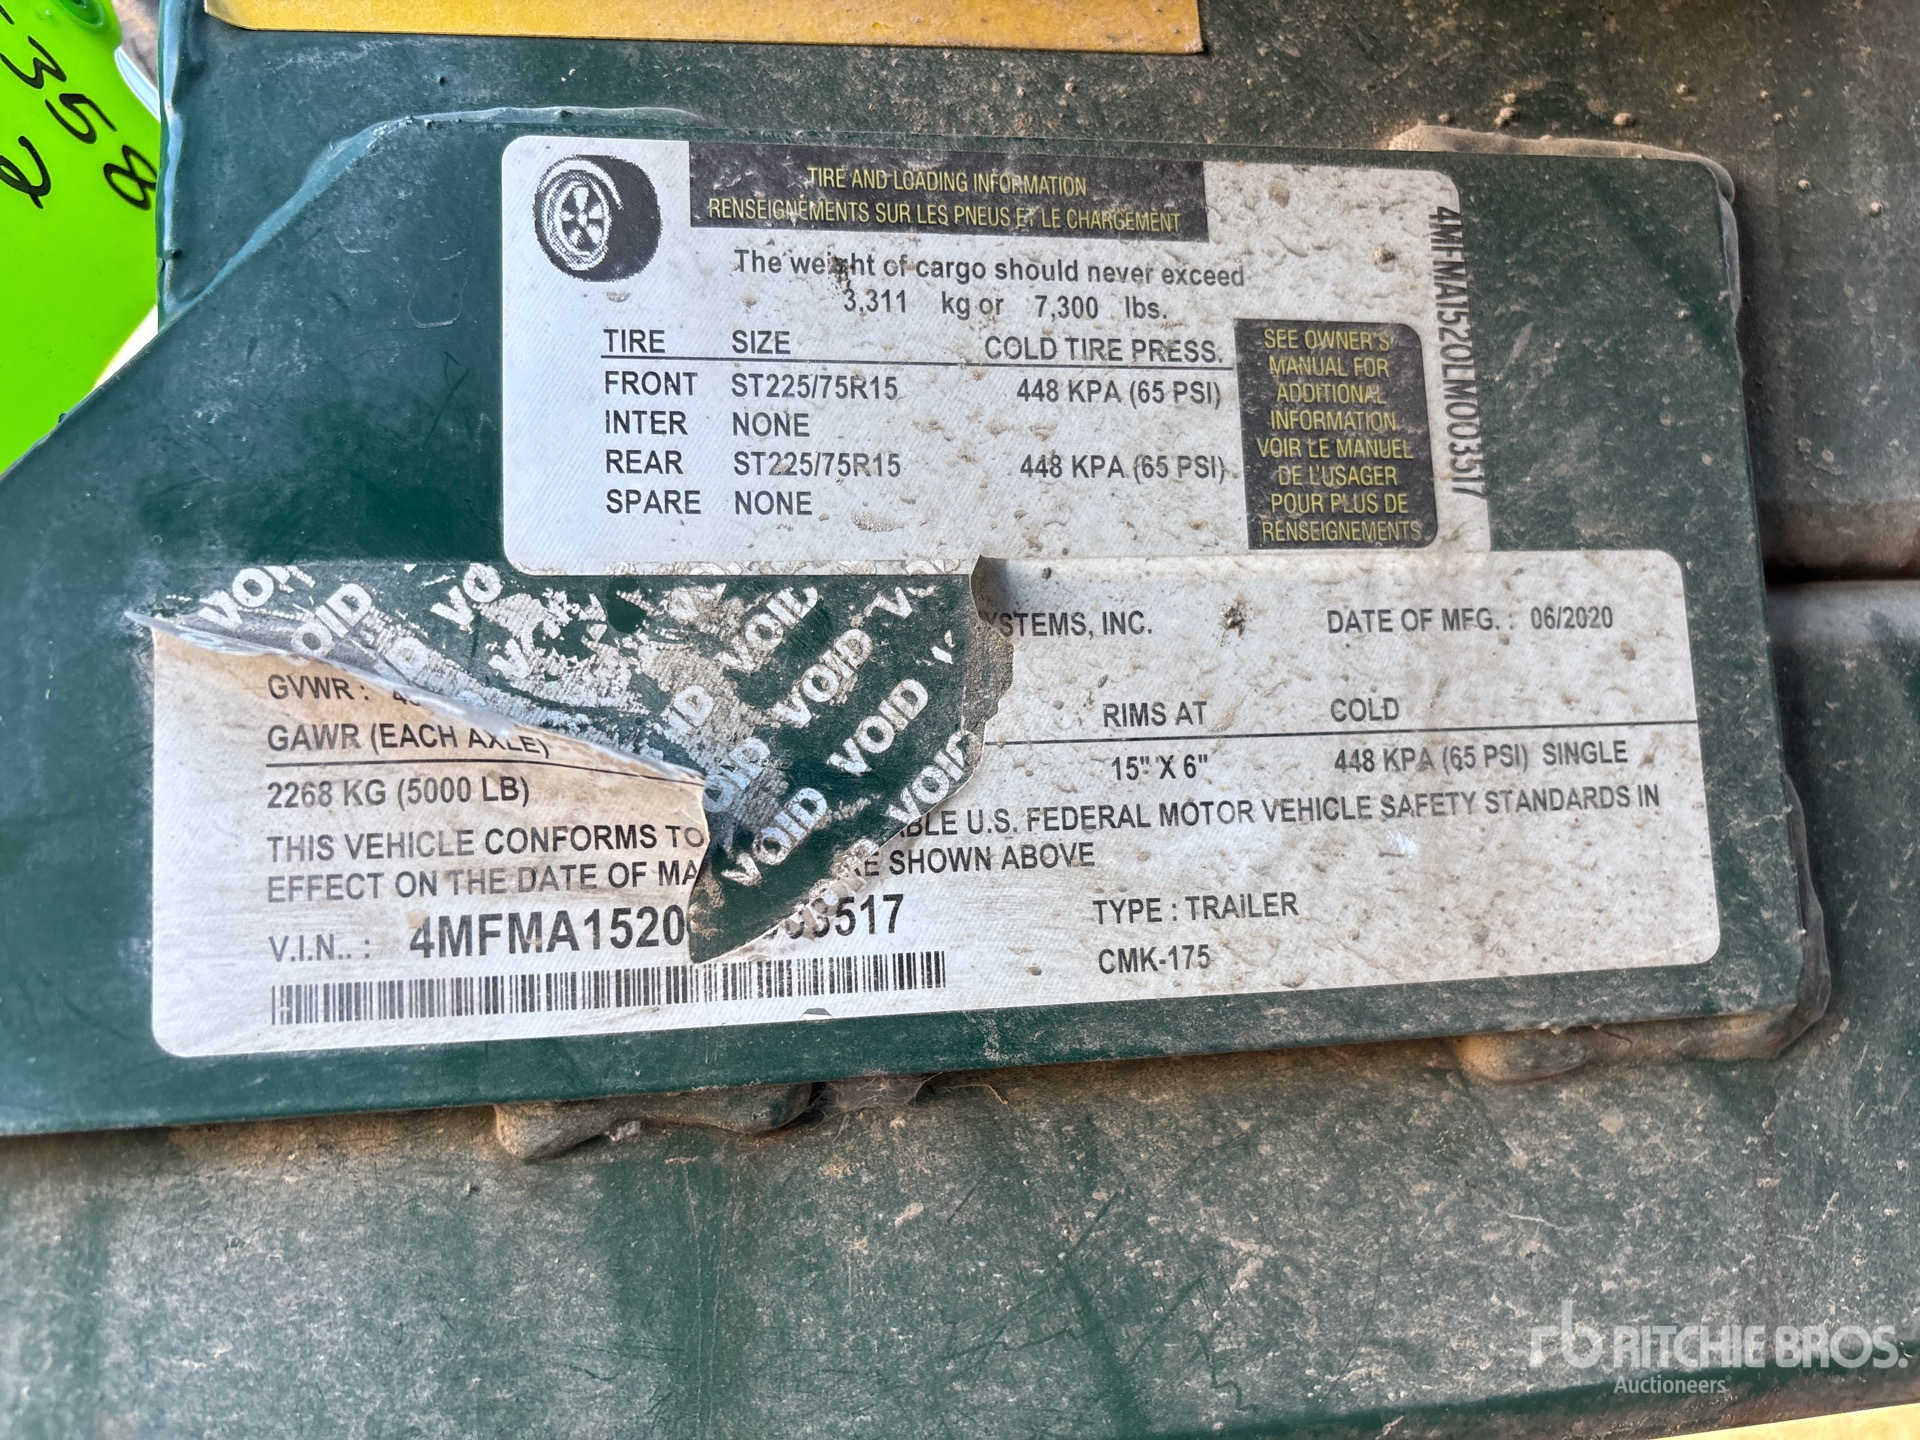 358
TIRE AND LOADING INFORMATION
RENSEIGNEMENTS SUR LES PNEUS ET LE CHARGEMENT
The weight of cargo should never exceed
3,311 kg or 7,300 lbs.
TIRE SIZE COLD TIRE PRESS.
FRONT ST225/75R15 448 KPA (65 PSI)
INTER NONE
REAR ST225/75R15 448 KPA (65 PSI)
SPARE NONE
SEE OWNER'S
MANUAL FOR
ADDITIONAL
INFORMATION
VOIR LE MANUEL
DE L'USAGER
POUR PLUS DE
RENSEIGNEMENTS
4MFMA1520LM003517
YSTEMS, INC. DATE OF MFG. : 06/2020
GVWR :
RIMS AT COLD
GAWR (EACH AXLE)
2268 KG (5000 LB) 15" X 6" 448 KPA (65 PSI) SINGLE
THIS VEHICLE CONFORMS TO ABLE U.S. FEDERAL MOTOR VEHICLE SAFETY STANDARDS IN
EFFECT ON THE DATE OF MA RE SHOWN ABOVE
V.I.N.. : 4MFMA1520 03517 TYPE : TRAILER
CMK-175
VOID VOID VOID VOID VOID VOID VOID
rb RITCHIE BROS.
Auctioneers